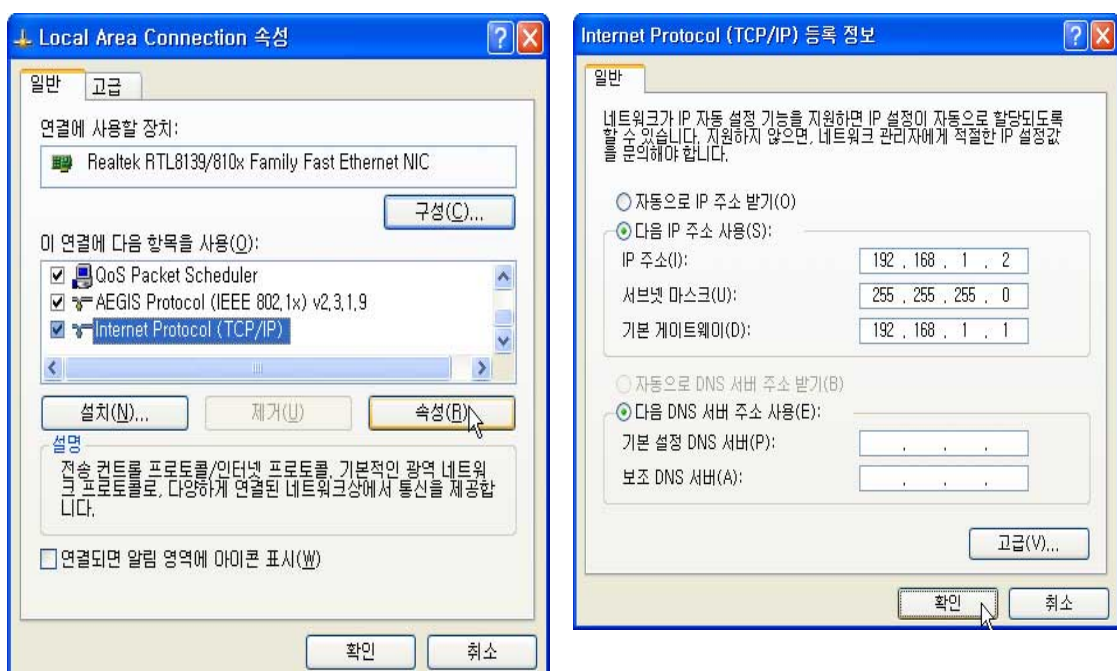 Local Area Connection 속성
일반
고급
연결에 사용할 장치:
Realtek RTL8139/810x Family Fast Ethernet NIC
구성(C)...
이 연결에 다음 항목을 사용(O):
QoS Packet Scheduler
AEGIS Protocol (IEEE 802,1x) v2,3,1,9
Internet Protocol (TCP/IP)
설치(N)...
제거(U)
속성(R)
설명
전송 컨트롤 프로토콜/인터넷 프로토콜, 기본적인 광역 네트워
크 프로토콜로, 다양하게 연결된 네트워크상에서 통신을 제공합
니다.
연결되면 알림 영역에 아이콘 표시(W)
확인
취소
Internet Protocol (TCP/IP) 등록 정보
일반
네트워크가 IP 자동 설정 기능을 지원하면 IP 설정이 자동으로 할당되도록
할 수 있습니다. 지원하지 않으면, 네트워크 관리자에게 적절한 IP 설정값
을 문의해야 합니다.
자동으로 IP 주소 받기(O)
다음 IP 주소 사용(S):
IP 주소(I):
192 . 168 . 1 . 2
서브넷 마스크(U):
255 . 255 . 255 . 0
기본 게이트웨이(D):
192 . 168 . 1 . 1
자동으로 DNS 서버 주소 받기(B)
다음 DNS 서버 주소 사용(E):
기본 설정 DNS 서버(P):
. . .
보조 DNS 서버(A):
. . .
고급(V)...
확인
취소